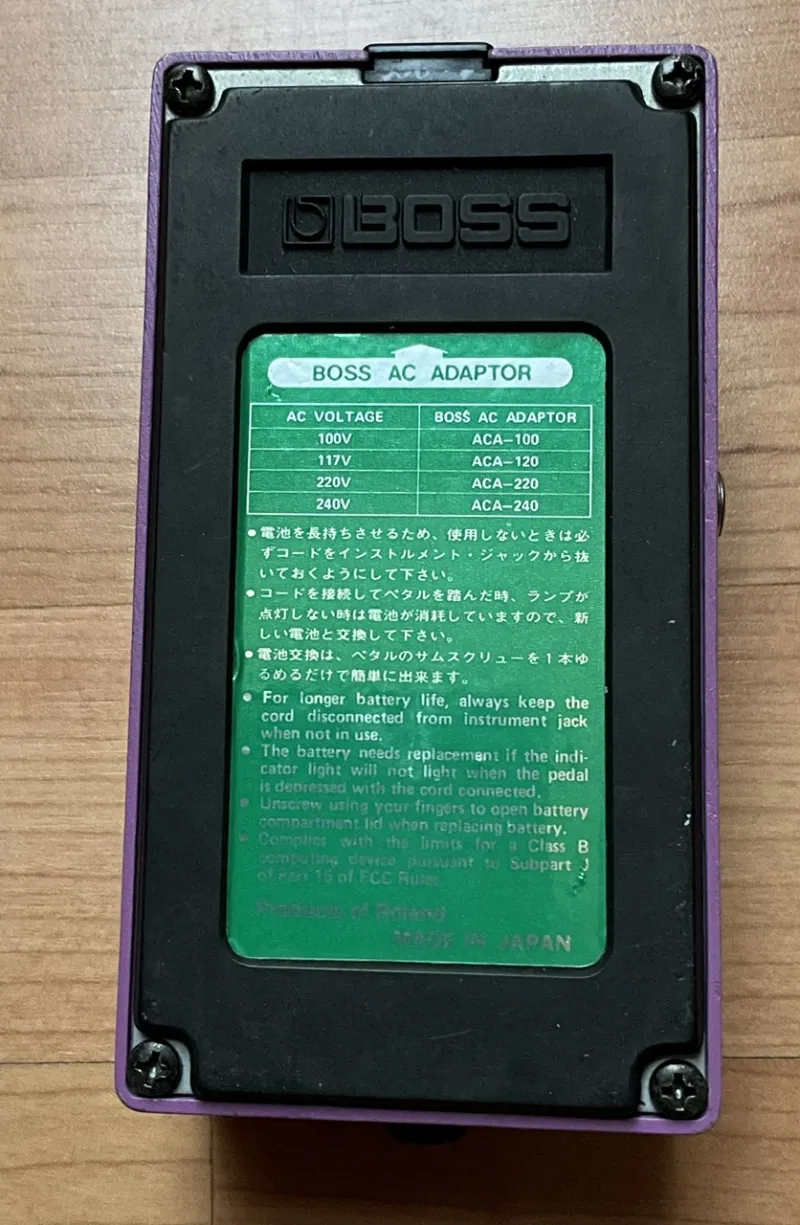 BOSS
BOSS AC ADAPTOR
AC VOLTAGE BOSS AC ADAPTOR
100V ACA-100
117V ACA-120
220V ACA-220
240V ACA-240
●電池を長持ちさせるため、使用しないときは必
ずコードをインストルメント・ジャックから抜
いておくようにして下さい。
●コードを接続してペタルを踏んだ時、ランプが
点灯しない時は電池が消耗していますので、新
しい電池と交換して下さい。
●電池交換は、ペタルのサムスクリューを1本ゆ
るめるだけで簡単に出来ます。
● For longer battery life, always keep the
cord disconnected from instrument jack
when not in use.
● The battery needs replacement if the indi-
cator light will not light when the pedal
is depressed with the cord connected.
● Unscrew using your fingers to open battery
compartment lid when replacing battery.
● Complies with the limits for a Class B
computing device pursuant to Subpart J
of Part 15 of FCC Rules.
Products of Roland
MADE IN JAPAN